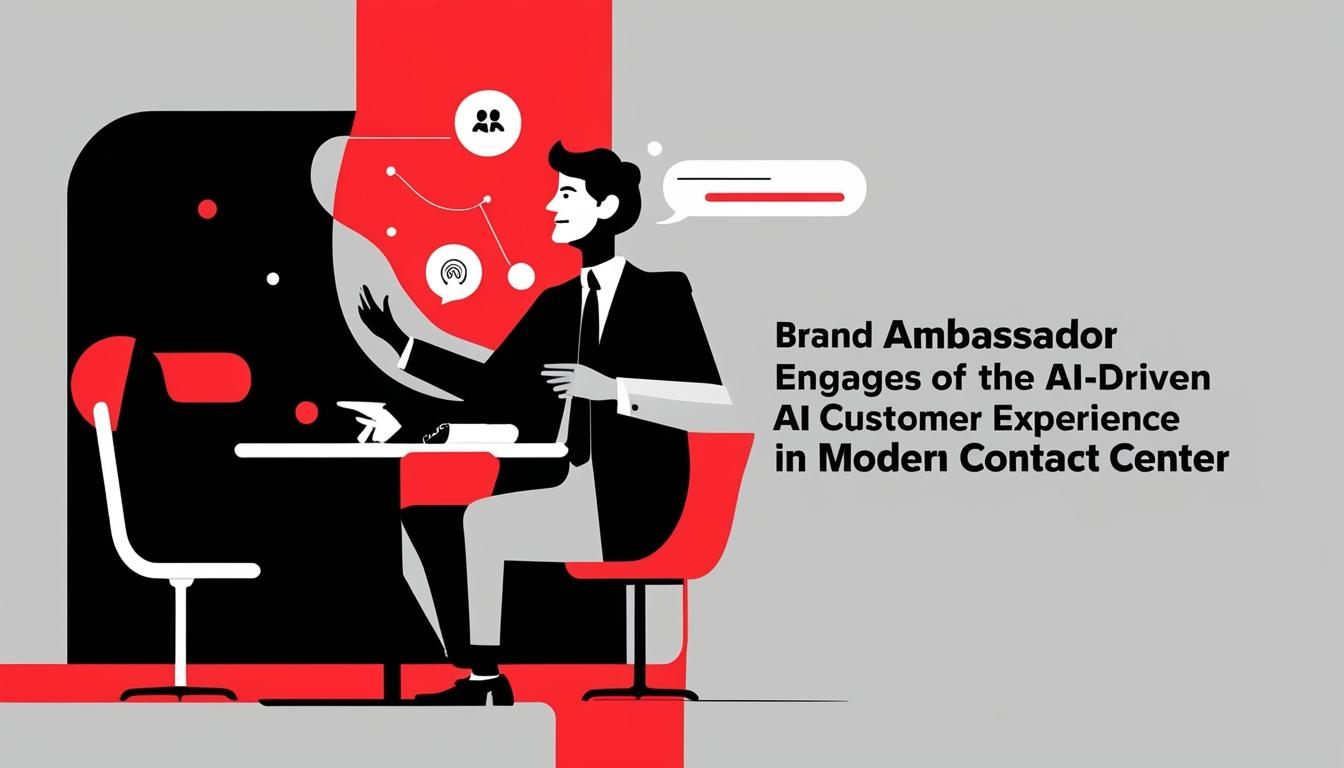 Brand Ambassador
Engages of the AI-Driven
AI Customer Experience
in Modern Contact Center